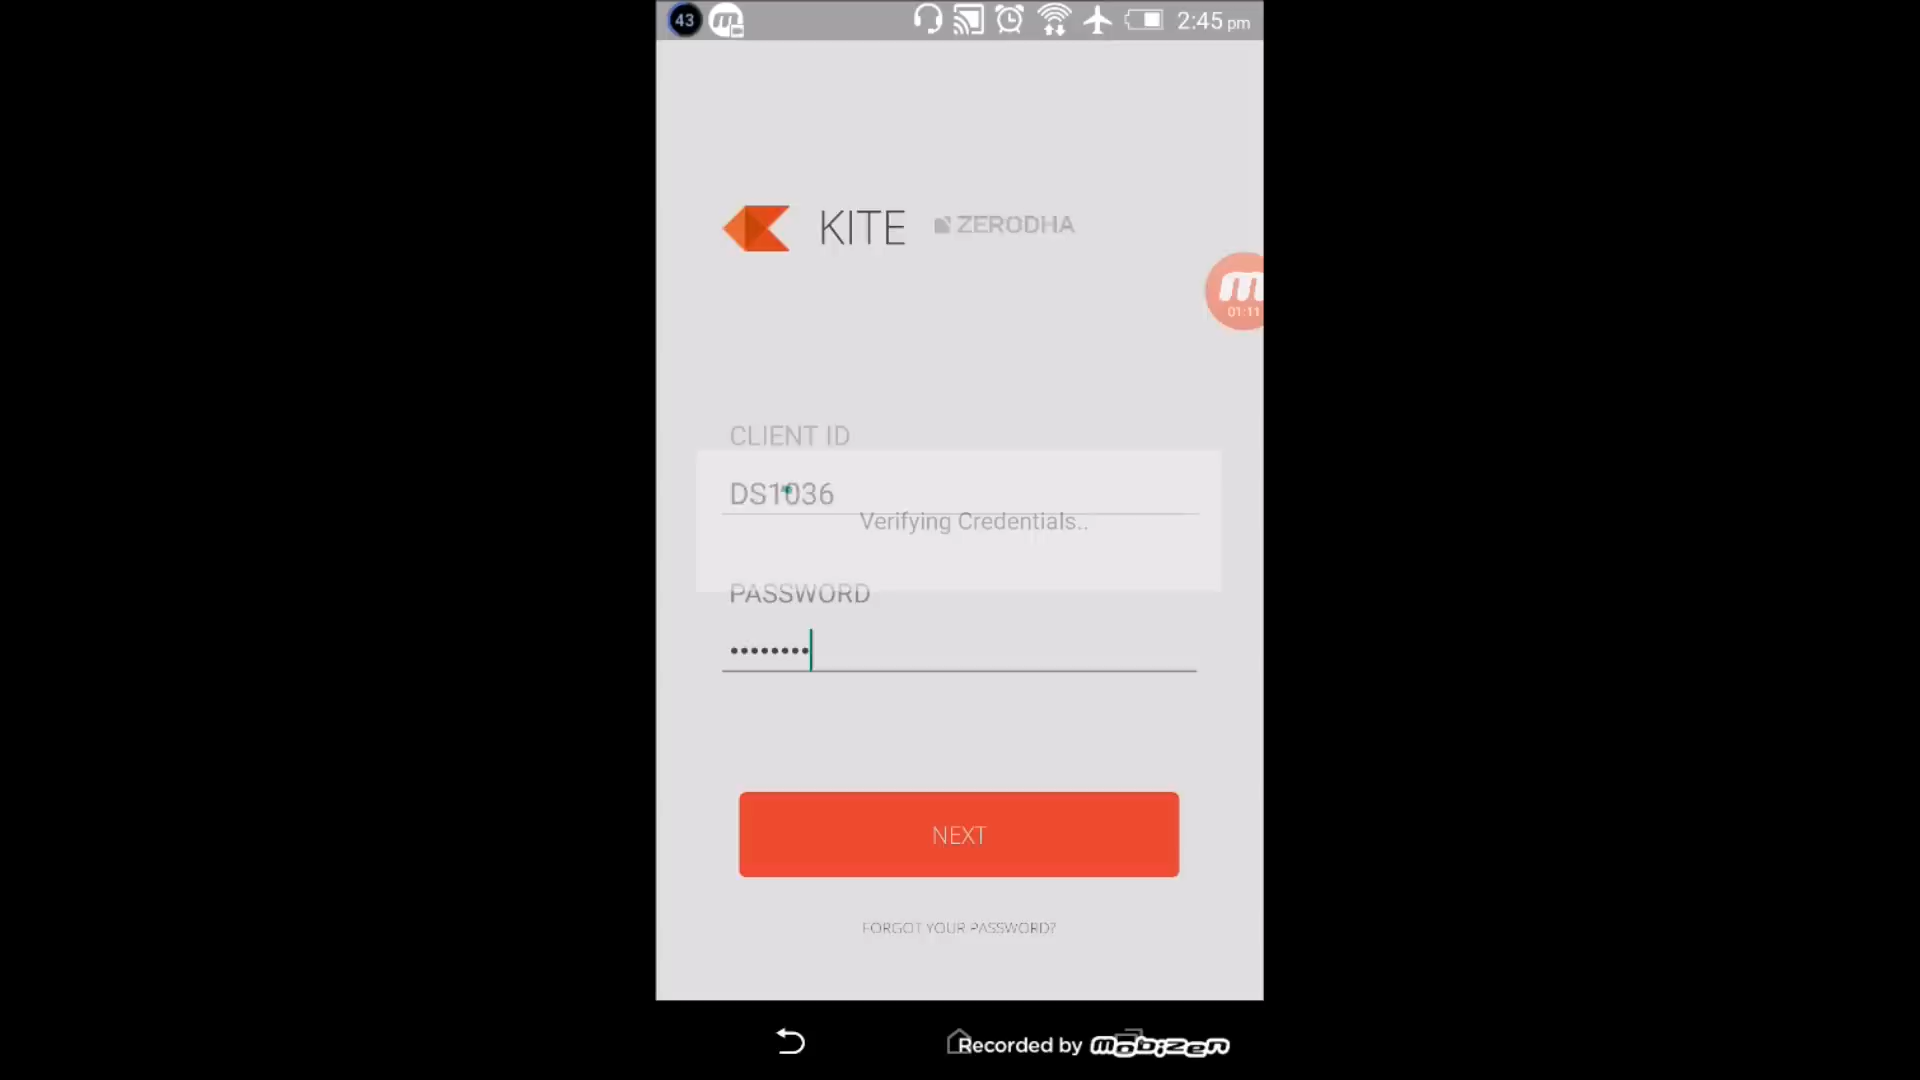 43 2:45 pm
KITE ZERODHA
01:11
CLIENT ID
DS1036
Verifying Credentials..
PASSWORD
NEXT
FORGOT YOUR PASSWORD?
Recorded by mobizen